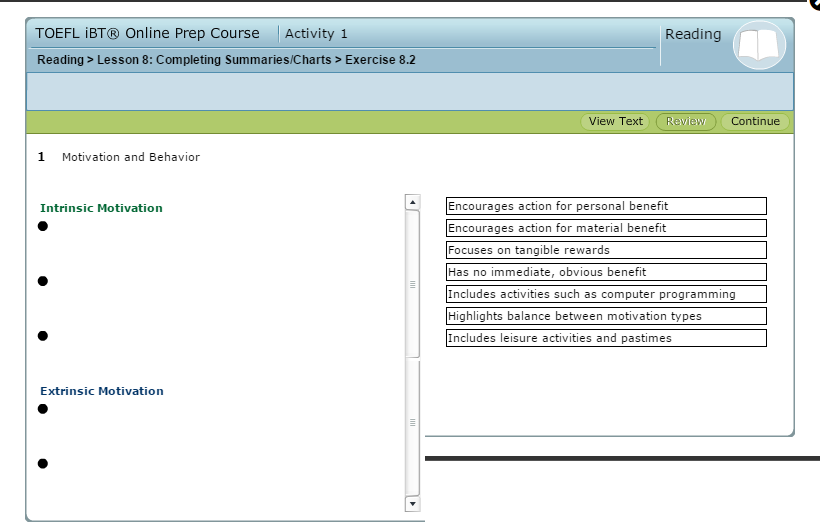 TOEFL iBT® Online Prep Course Activity 1 Reading
Reading > Lesson 8: Completing Summaries/Charts > Exercise 8.2
View Text Review Continue
1 Motivation and Behavior
Intrinsic Motivation
Extrinsic Motivation
Encourages action for personal benefit
Encourages action for material benefit
Focuses on tangible rewards
Has no immediate, obvious benefit
Includes activities such as computer programming
Highlights balance between motivation types
Includes leisure activities and pastimes